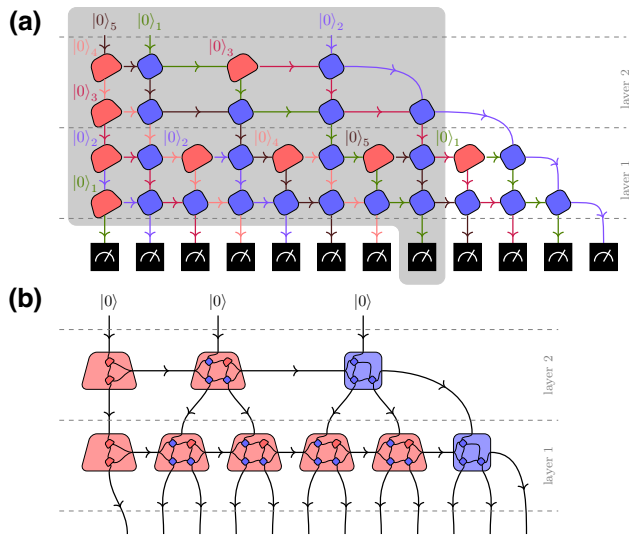 (a)
|0⟩₅ |0⟩₁ |0⟩₂
|0⟩₄ |0⟩₃
layer 2
|0⟩₃
|0⟩₂ |0⟩₂ |0⟩₄ |0⟩₅ |0⟩₁
layer 1
|0⟩₁
(b)
|0⟩ |0⟩ |0⟩
layer 2
layer 1